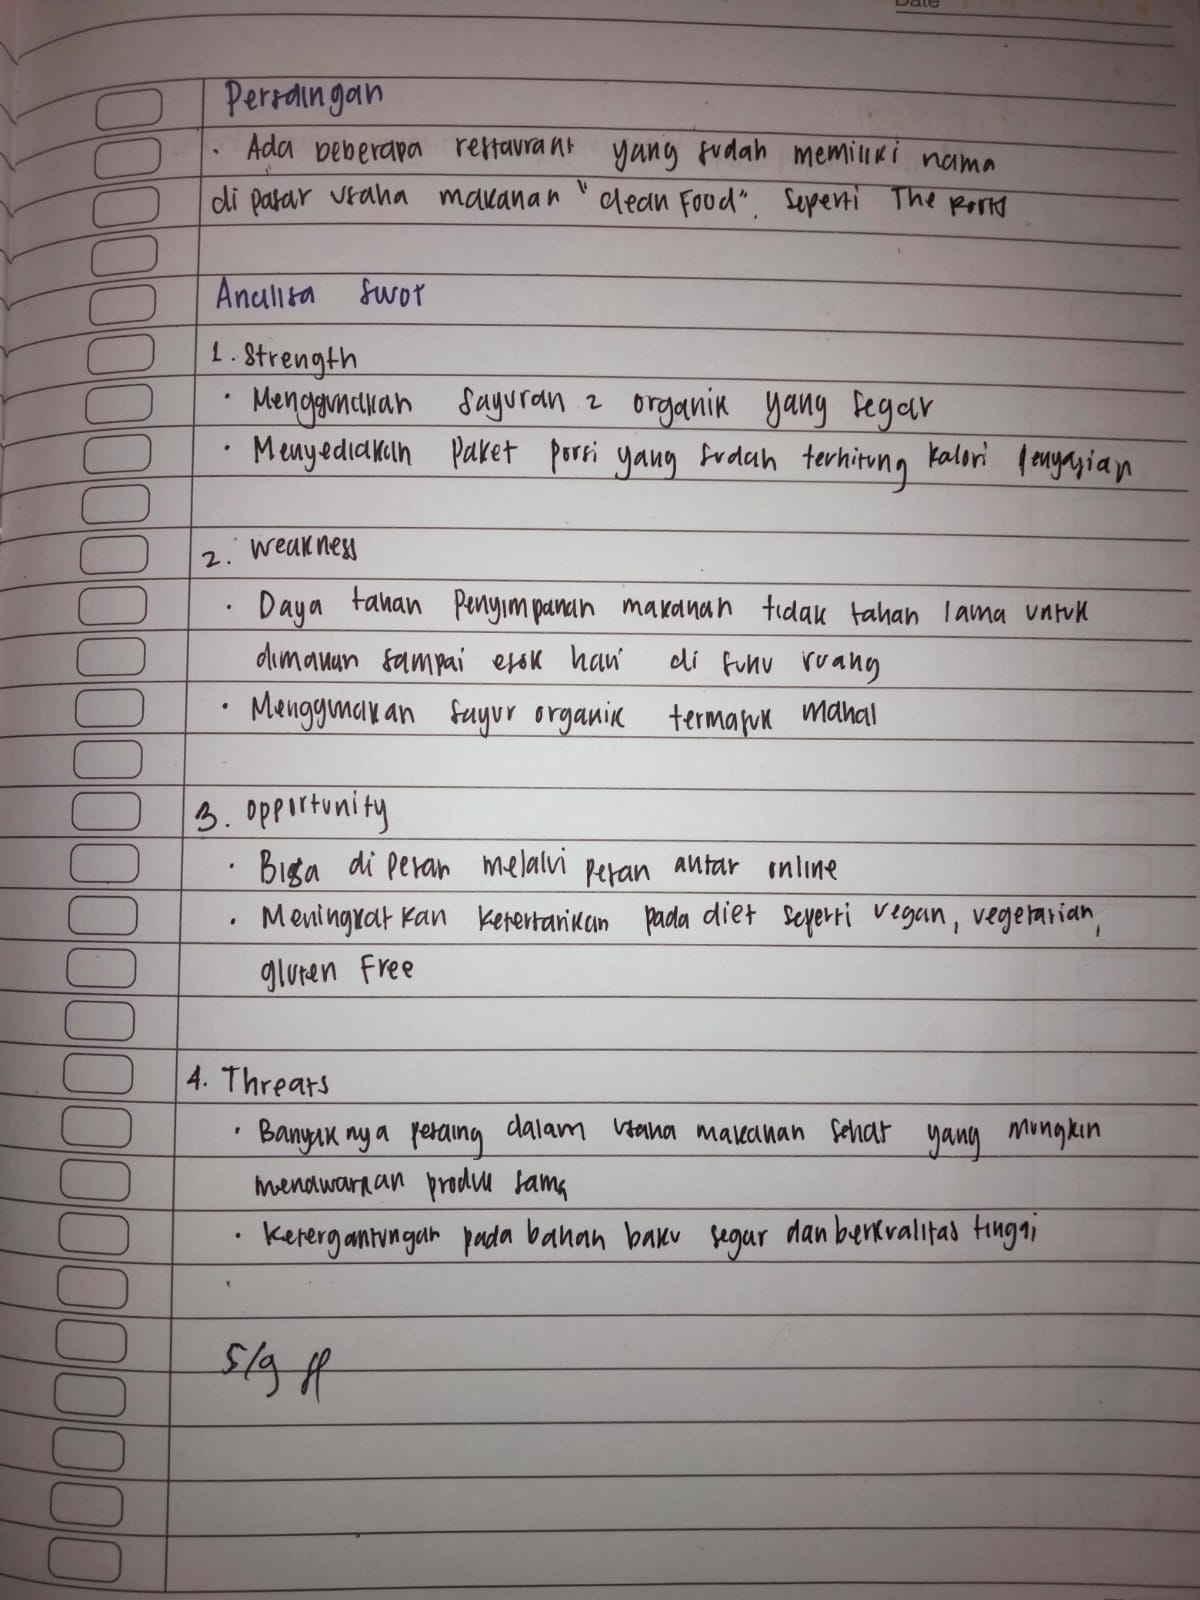 Date
Persaingan
. Ada beberapa restaurant yang sudah memiliki nama
di pasar usaha makanan "clean Food". Seperti The
Analisa Swot
1. Strength
• Menggunakan Sayuran 2 organik yang Segar
• Menyediakan Paket porsi yang sudah terhitung kalori penyajian
2. Weakness
• Daya tahan Penyimpanan makanan tidak tahan lama untuk
dimakan sampai esok hari di suhu ruang
• Menggunakan sayur organik termasuk mahal
3. Opportunity
• Bisa di pesan melalui pesan antar online
• Meningkat kan ketertarikan pada diet seperti vegan, vegetarian,
gluten Free
4. Threats
• Banyak nya pesaing dalam usaha makanan sehat yang mungkin
menawarkan produk sama
• Ketergantungan pada bahan baku segar dan berkualitas tinggi
5/9